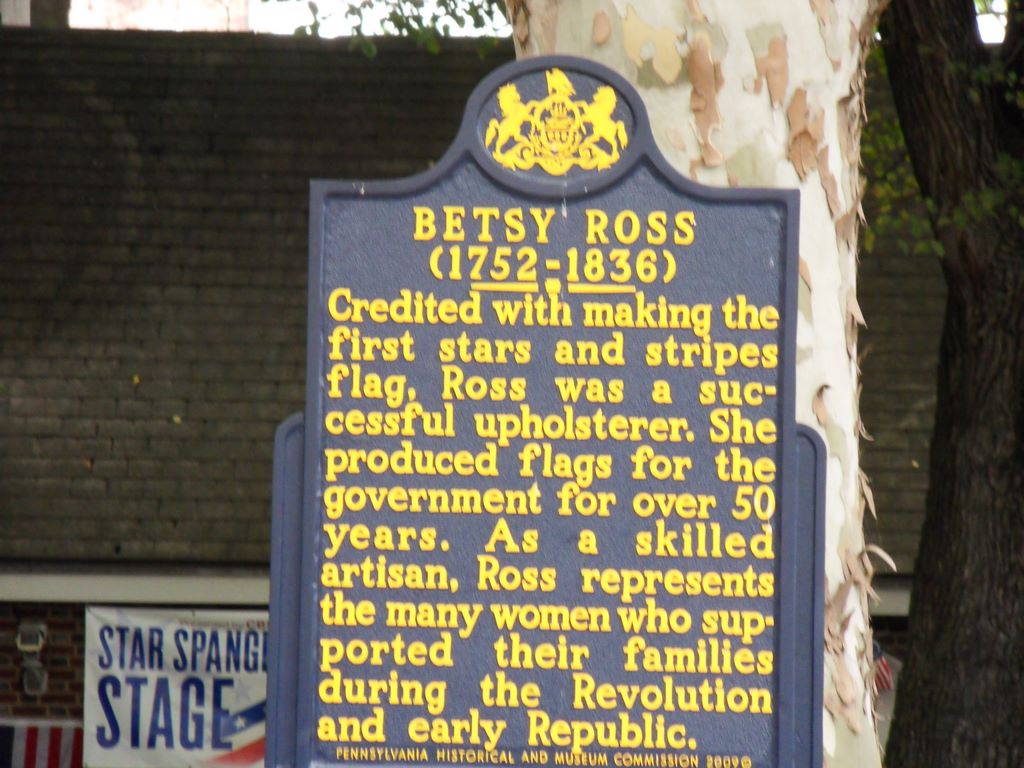 BETSY ROSS
(1752-1836)
Credited with making the
first stars and stripes
flag, Ross was a suc-
cessful upholsterer. She
produced flags for the
government for over 50
years. As a skilled
artisan, Ross represents
the many women who sup-
ported their families
during the Revolution
and early Republic.
PENNSYLVANIA HISTORICAL AND MUSEUM COMMISSION 2009©
STAR SPANGL
STAGE